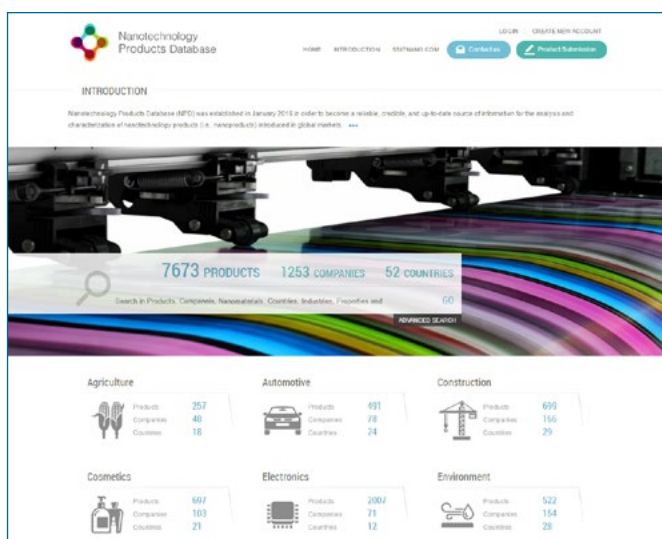 LOGIN | CREATE NEW ACCOUNT
Nanotechnology
Products Database
HOME INTRODUCTION STATNANO.COM Contact us Product Submission
INTRODUCTION
Nanotechnology Products Database (NPD) was established in January 2016 in order to become a reliable, credible, and up-to-date source of information for the analysis and
characterization of nanotechnology products (i.e., nanoproducts) introduced in global markets. •••
7673 PRODUCTS 1253 COMPANIES 52 COUNTRIES
Search in Products, Companies, Nanomaterials, Countries, Industries, Properties and GO
ADVANCED SEARCH
Agriculture Automotive Construction
Products 257 Products 491 Products 699
Companies 48 Companies 78 Companies 166
Countries 18 Countries 24 Countries 29
Cosmetics Electronics Environment
Products 697 Products 2007 Products 522
Companies 103 Companies 71 Companies 154
Countries 21 Countries 12 Countries 28